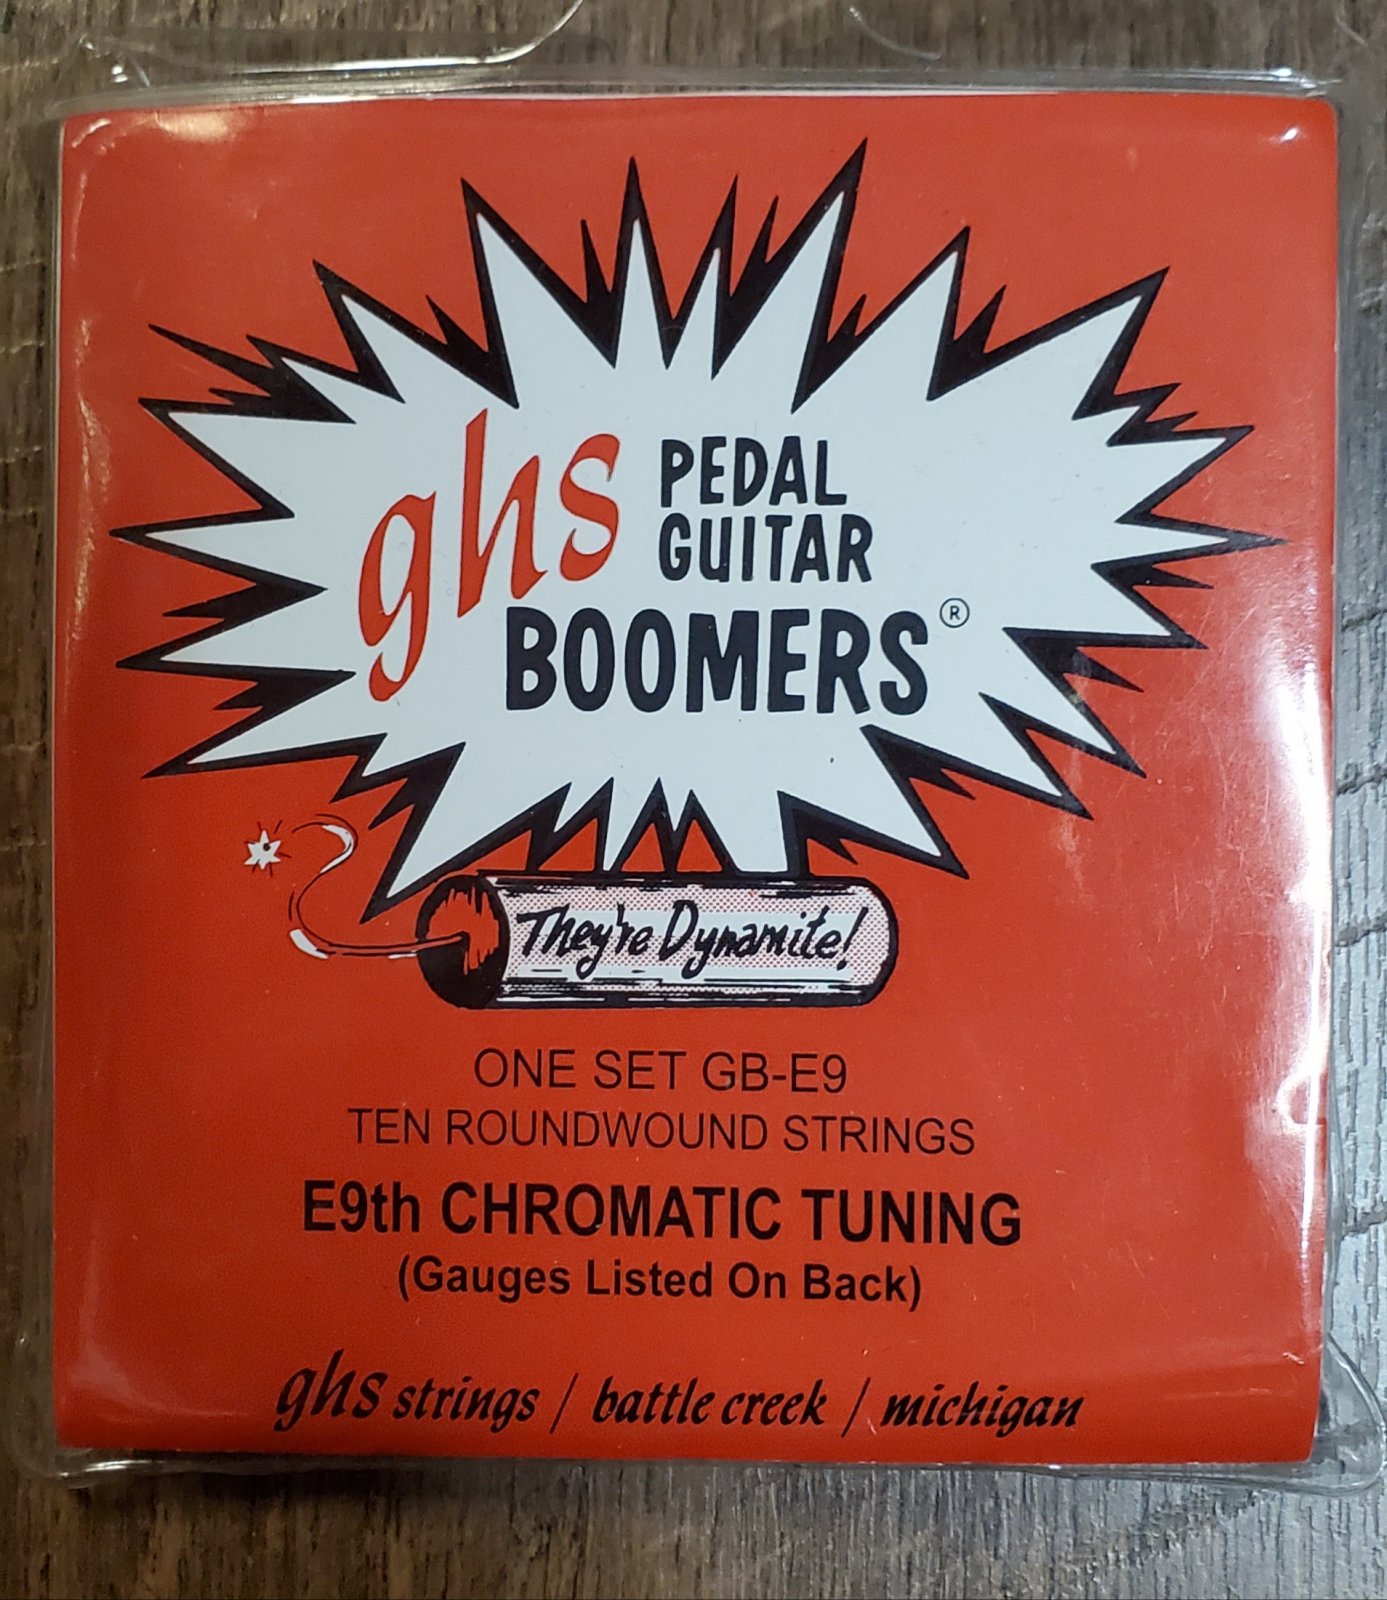 ghs PEDAL
GUITAR
BOOMERS®
They're Dynamite!
ONE SET GB-E9
TEN ROUNDWOUND STRINGS
E9th CHROMATIC TUNING
(Gauges Listed On Back)
ghs strings / battle creek / michigan